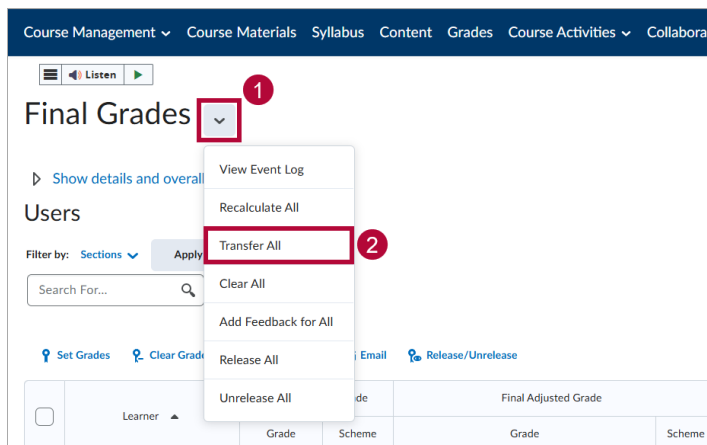 Course Management Course Materials Syllabus Content Grades Course Activities Collabora
Listen
1
Final Grades
View Event Log
Show details and overall
Recalculate All
Users
Transfer All
2
Filter by: Sections Apply
Clear All
Search For...
Add Feedback for All
Set Grades Clear Grade Release All Email Release/Unrelease
Unrelease All
de Final Adjusted Grade
Learner
Grade Scheme Grade Scheme